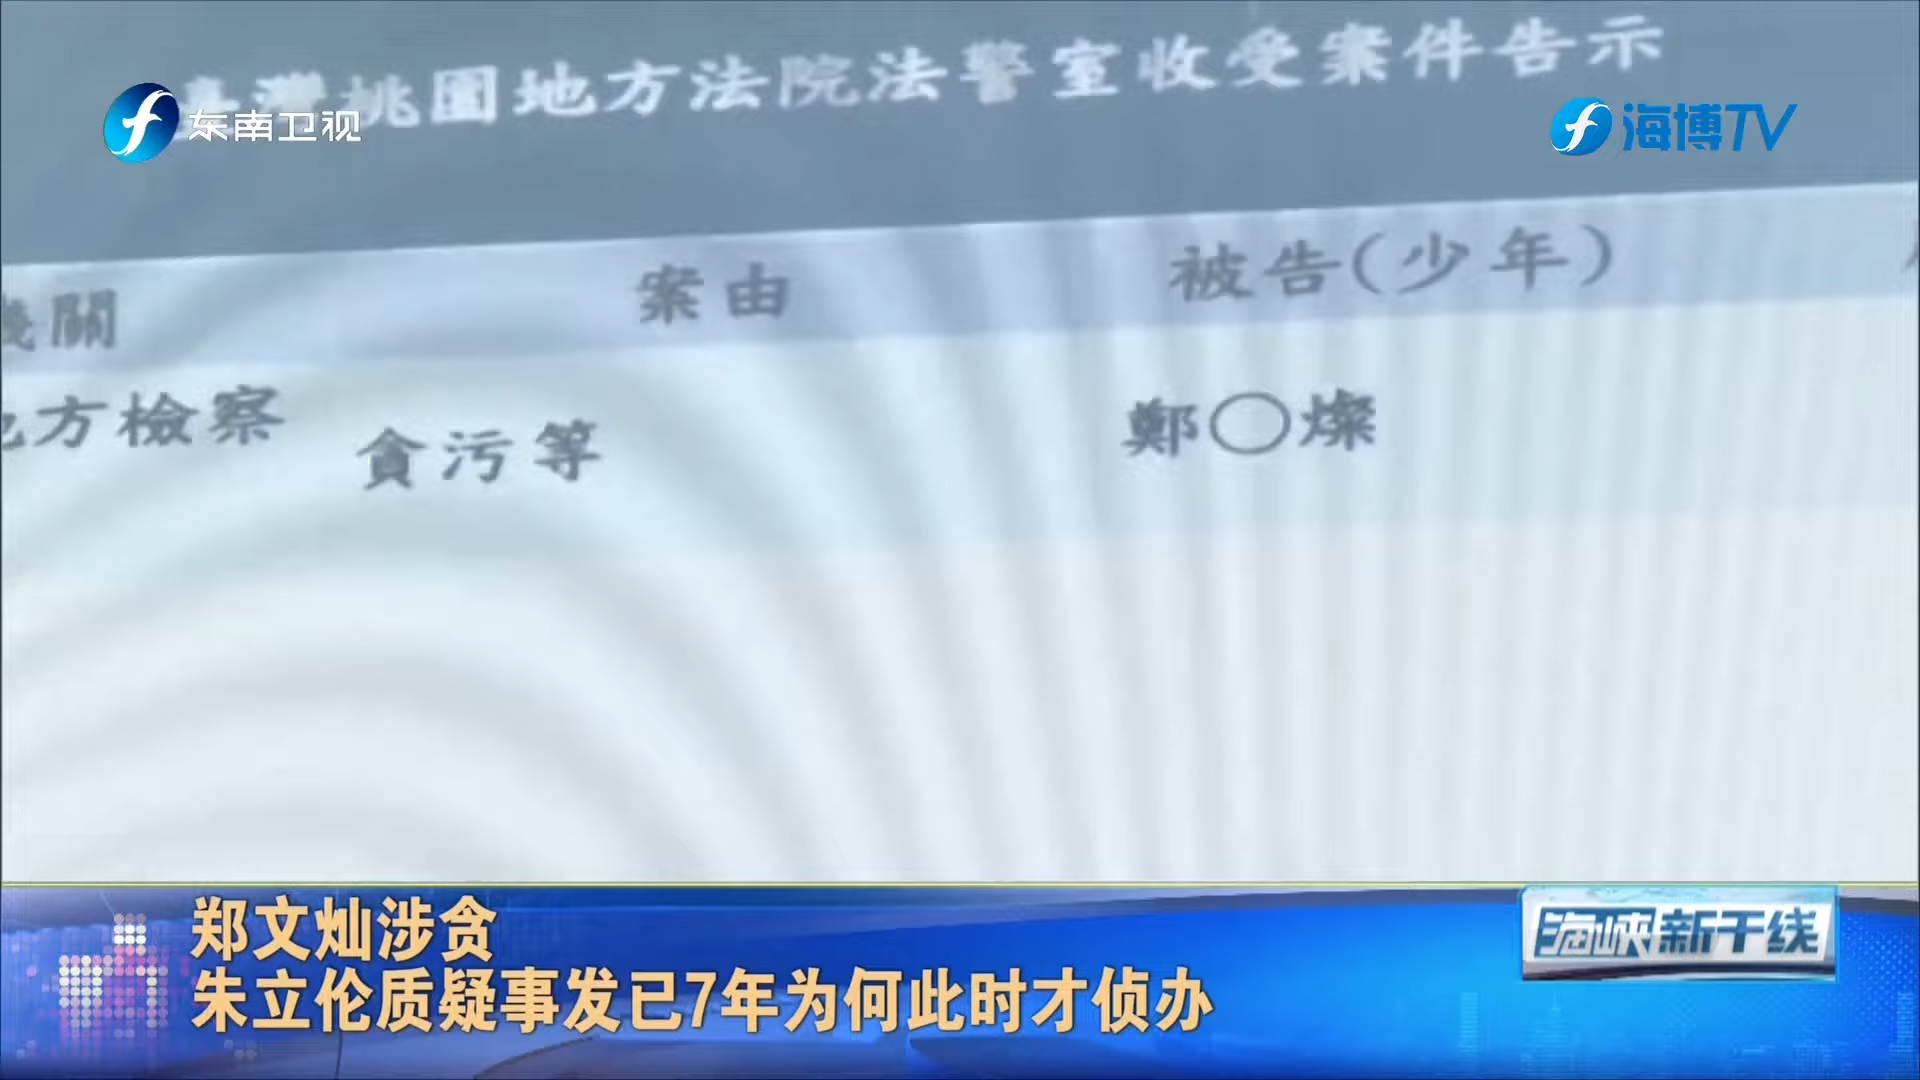 臺灣桃園地方法院法警室收受案件告示
东南卫视
海博TV
機關
案由
被告(少年)
地方檢察
貪污等
鄭〇燦
郑文灿涉贪
朱立伦质疑事发已7年为何此时才侦办
海峡新干线